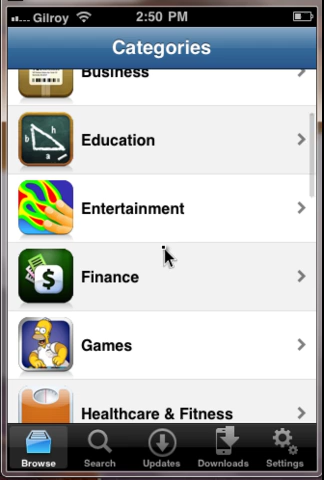 Gilroy 2:50 PM
Categories
Business
Education
b h a
Entertainment
$
Finance
Games
Healthcare & Fitness
Browse Search Updates Downloads Settings